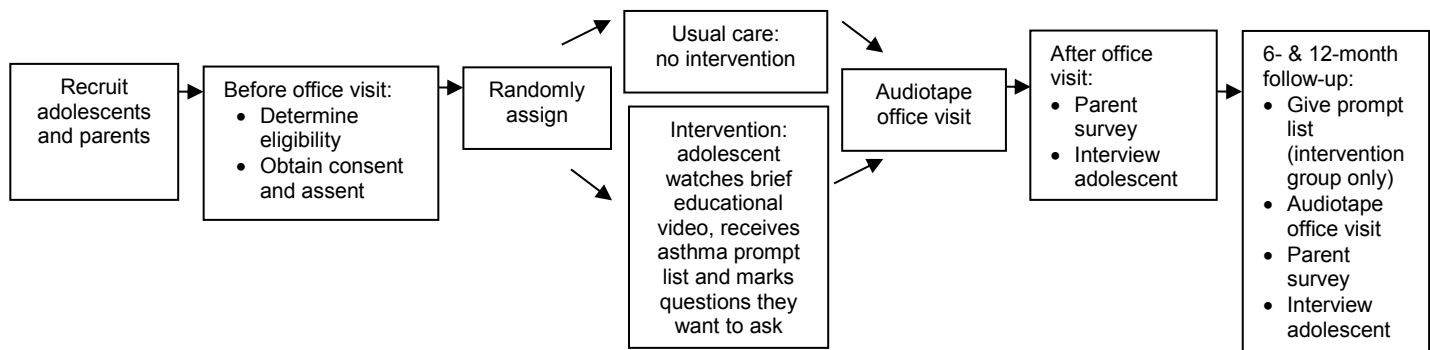 Recruit
adolescents
and parents
Before office visit:
• Determine
eligibility
• Obtain consent
and assent
Randomly
assign
Usual care:
no intervention
Intervention:
adolescent
watches brief
educational
video, receives
asthma prompt
list and marks
questions they
want to ask
Audiotape
office visit
After office
visit:
• Parent
survey
• Interview
adolescent
6- & 12-month
follow-up:
• Give prompt
list
(intervention
group only)
• Audiotape
office visit
• Parent
survey
• Interview
adolescent